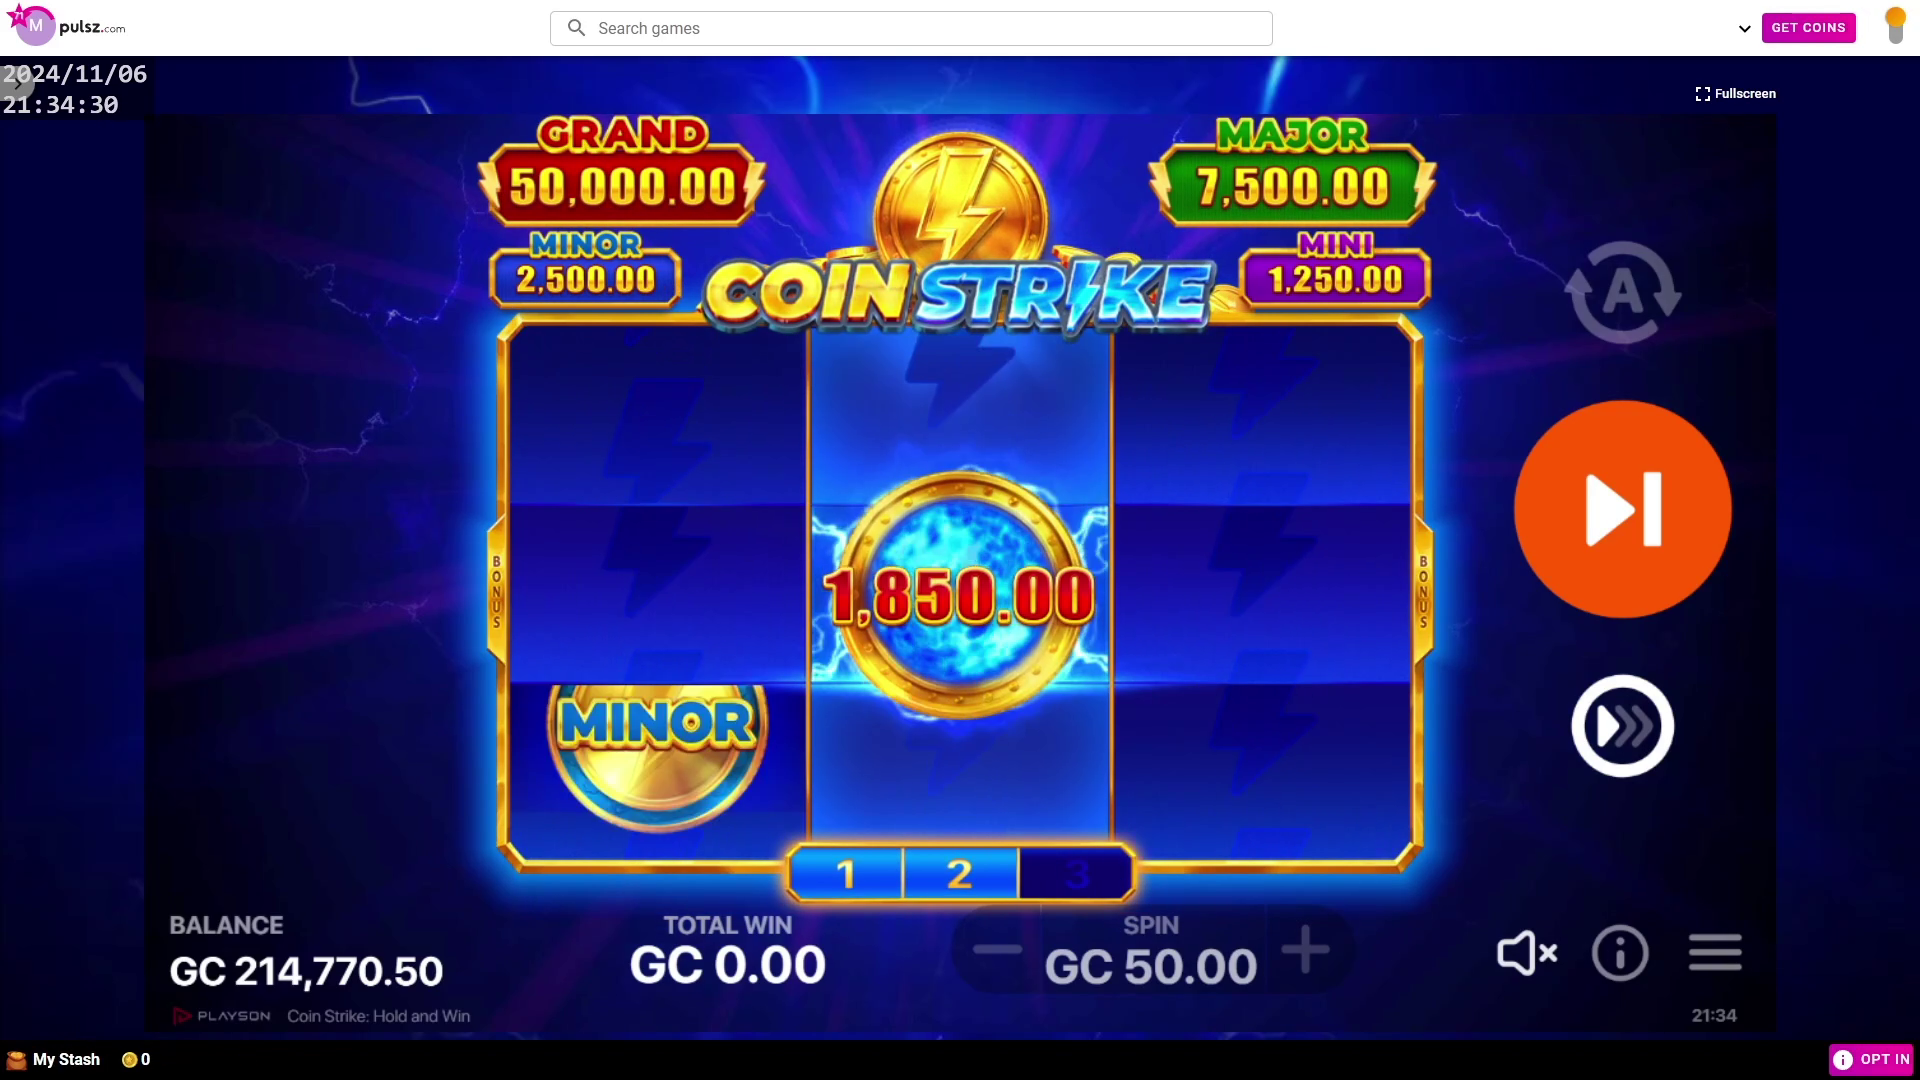 71
M
pulsz.com
Search games
GET COINS
2024/11/06
21:34:30
Fullscreen
GRAND
50,000.00
MAJOR
7,500.00
MINOR
2,500.00
MINI
1,250.00
COIN STRIKE
A
BONUS
1,850.00
BONUS
MINOR
1 2 3
BALANCE
GC 214,770.50
TOTAL WIN
GC 0.00
SPIN
GC 50.00
PLAYSON Coin Strike: Hold and Win
21:34
My Stash 0
OPT IN